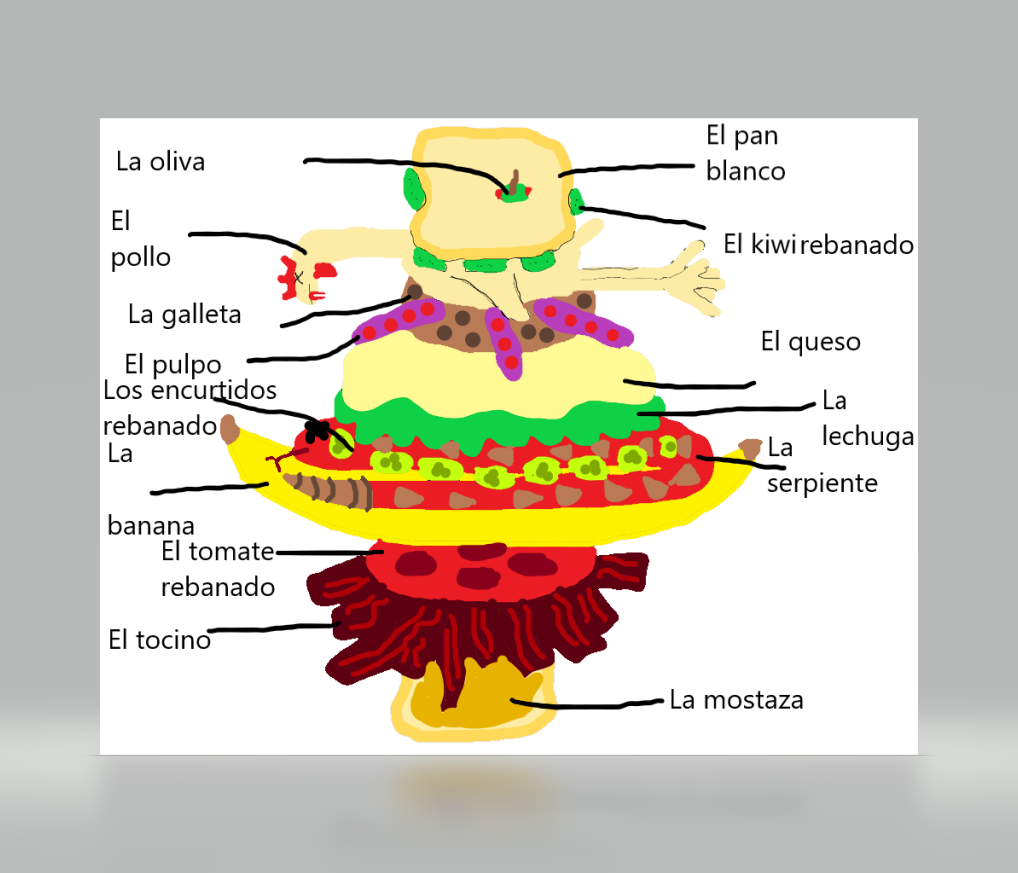 La oliva
El pan
blanco
El
pollo
El kiwi rebanado
La galleta
El queso
El pulpo
Los encurtidos
rebanado
La
lechuga
La
banana
La
serpiente
El tomate
rebanado
El tocino
La mostaza